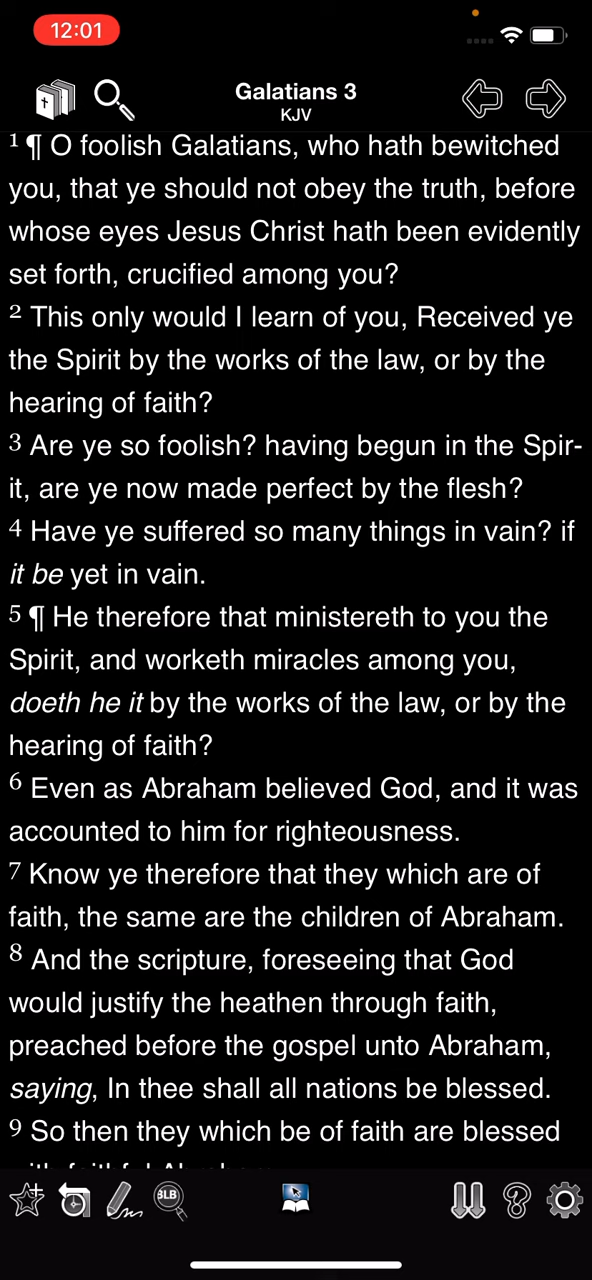 12:01
Galatians 3
KJV
1 ¶ O foolish Galatians, who hath bewitched
you, that ye should not obey the truth, before
whose eyes Jesus Christ hath been evidently
set forth, crucified among you?
2 This only would I learn of you, Received ye
the Spirit by the works of the law, or by the
hearing of faith?
3 Are ye so foolish? having begun in the Spir-
it, are ye now made perfect by the flesh?
4 Have ye suffered so many things in vain? if
it be yet in vain.
5 ¶ He therefore that ministereth to you the
Spirit, and worketh miracles among you,
doeth he it by the works of the law, or by the
hearing of faith?
6 Even as Abraham believed God, and it was
accounted to him for righteousness.
7 Know ye therefore that they which are of
faith, the same are the children of Abraham.
8 And the scripture, foreseeing that God
would justify the heathen through faith,
preached before the gospel unto Abraham,
saying, In thee shall all nations be blessed.
9 So then they which be of faith are blessed
BLB